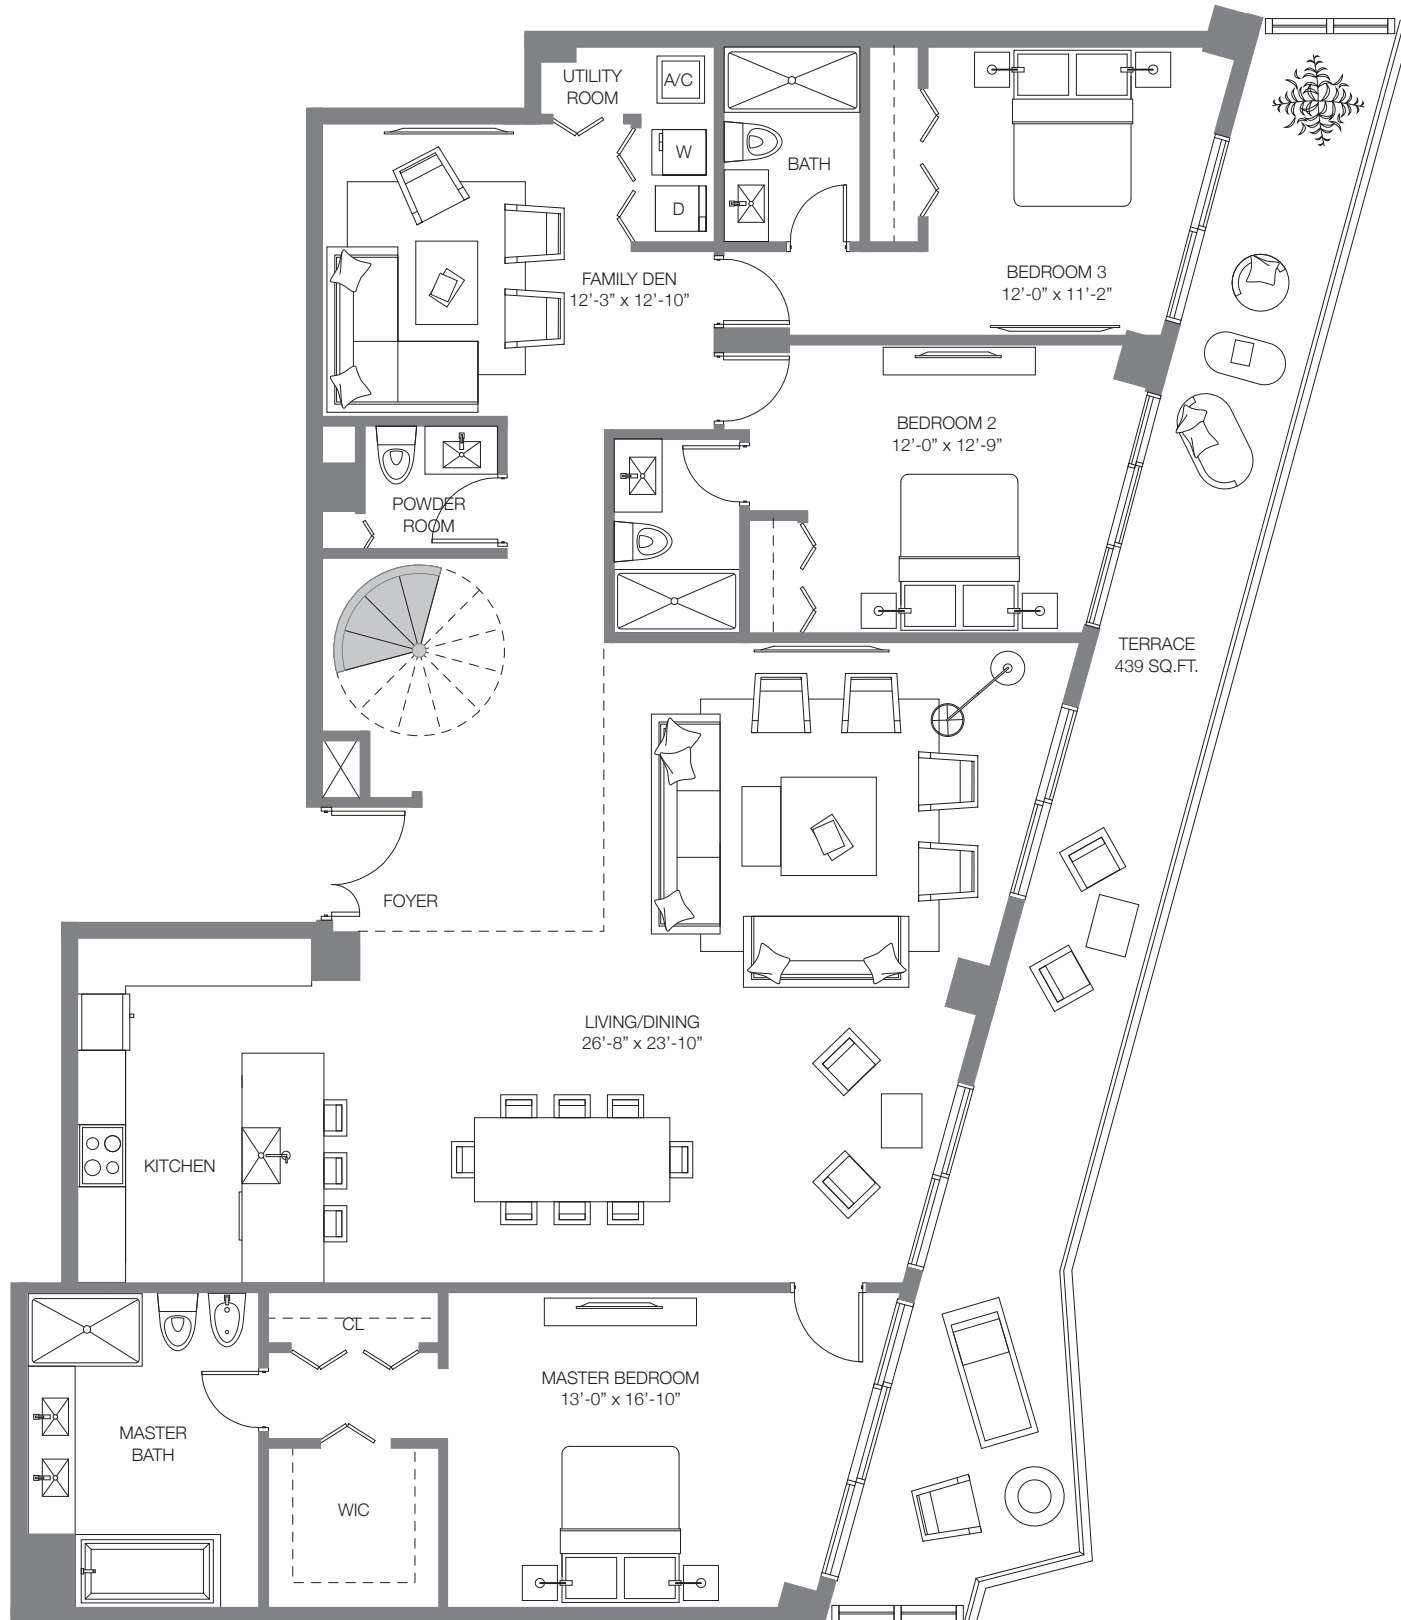 UTILITY
ROOM
A/C
W
D
BATH
FAMILY DEN
12'-3" x 12'-10"
BEDROOM 3
12'-0" x 11'-2"
BEDROOM 2
12'-0" x 12'-9"
POWDER
ROOM
TERRACE
439 SQ.FT.
FOYER
LIVING/DINING
26'-8" x 23'-10"
KITCHEN
CL
MASTER BEDROOM
13'-0" x 16'-10"
MASTER
BATH
WIC